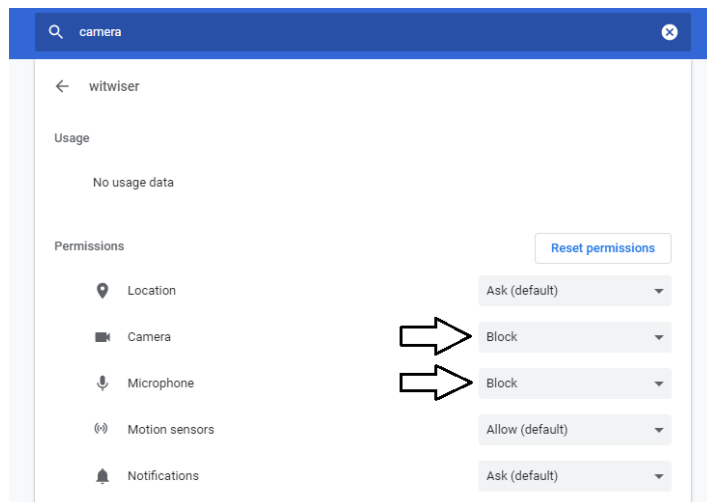 camera
witwiser
Usage
No usage data
Permissions
Reset permissions
Location Ask (default)
Camera Block
Microphone Block
Motion sensors Allow (default)
Notifications Ask (default)